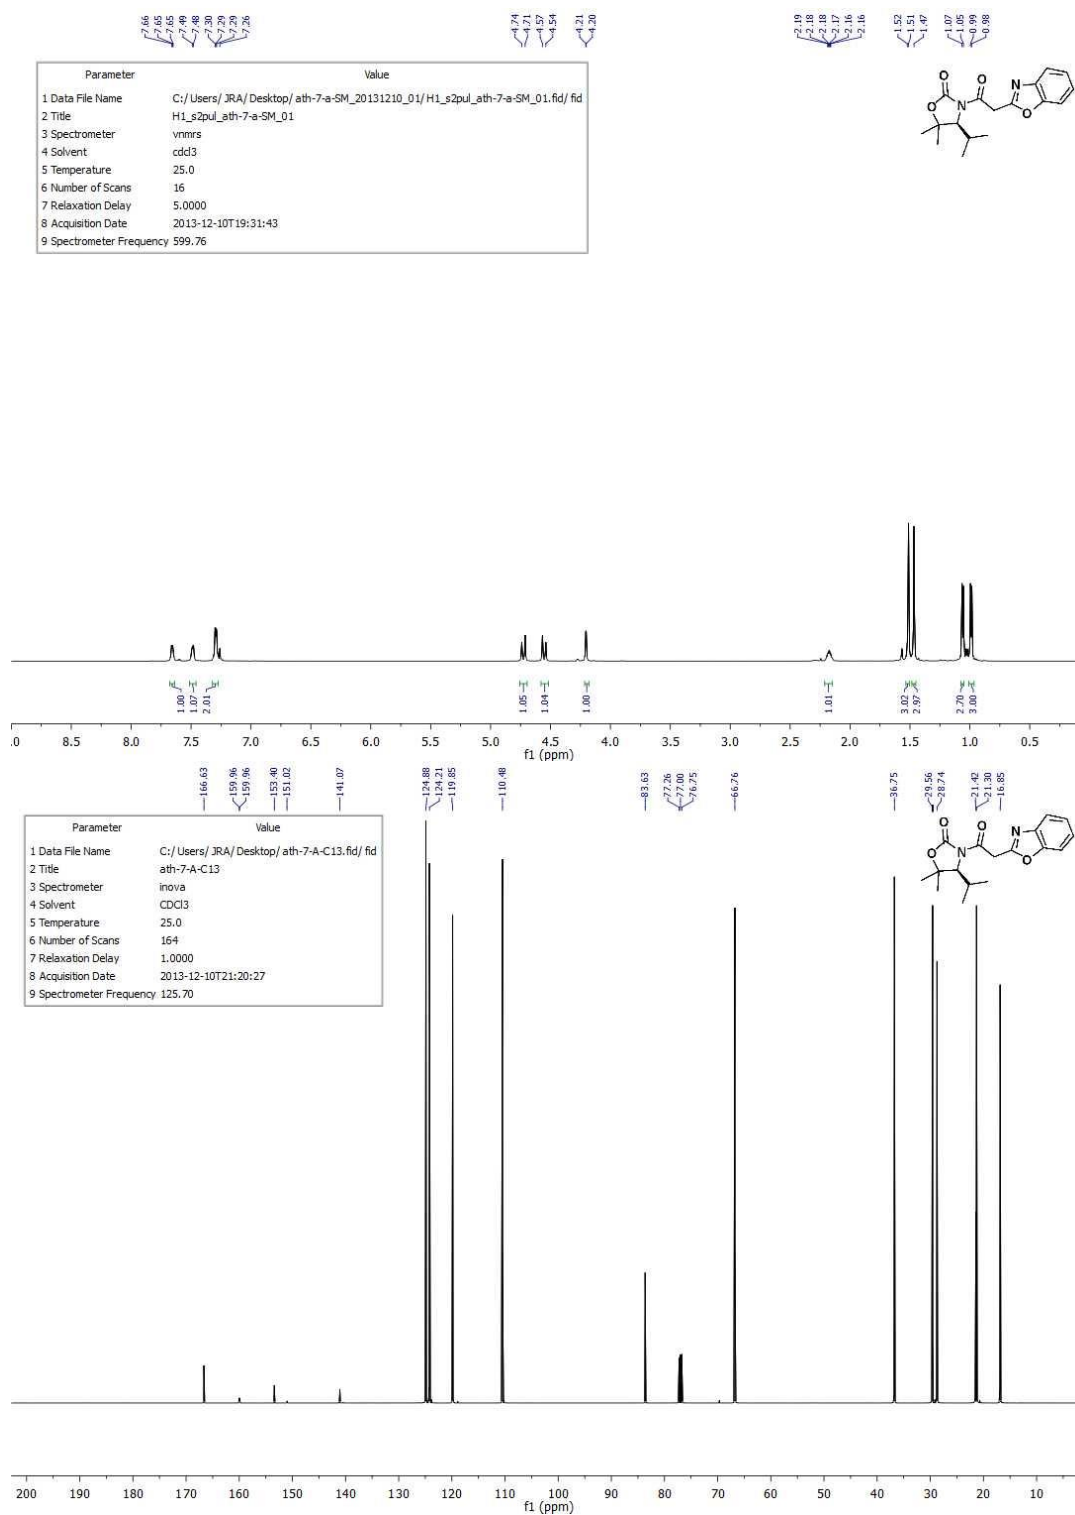 7.66
7.65
7.65
7.49
7.48
7.30
7.29
7.29
7.26
4.74
4.71
4.57
4.54
4.21
4.20
2.19
2.18
2.18
2.17
2.16
2.16
1.52
1.51
1.47
1.07
1.05
0.99
0.98
Parameter Value
1 Data File Name C:/ Users/ JRA/ Desktop/ ath-7-a-SM_20131210_01/ H1_s2pul_ath-7-a-SM_01.fid/ fid
2 Title H1_s2pul_ath-7-a-SM_01
3 Spectrometer vnmrs
4 Solvent cdcl3
5 Temperature 25.0
6 Number of Scans 16
7 Relaxation Delay 5.0000
8 Acquisition Date 2013-12-10T19:31:43
9 Spectrometer Frequency 599.76
O O N
O N O
1.00 1.07 2.01 1.05 1.04 1.00 1.01 3.02 2.97 2.70 3.00
.0 8.5 8.0 7.5 7.0 6.5 6.0 5.5 5.0 4.5 4.0 3.5 3.0 2.5 2.0 1.5 1.0 0.5
f1 (ppm)
166.63
159.96
159.96
153.40
151.02
141.07
124.88
124.21
119.85
110.48
83.63
77.26
77.00
76.75
66.76
36.75
29.56
28.74
21.42
21.30
16.85
Parameter Value
1 Data File Name C:/ Users/ JRA/ Desktop/ ath-7-A-C13.fid/ fid
2 Title ath-7-A-C13
3 Spectrometer inova
4 Solvent CDCl3
5 Temperature 25.0
6 Number of Scans 164
7 Relaxation Delay 1.0000
8 Acquisition Date 2013-12-10T21:20:27
9 Spectrometer Frequency 125.70
O O N
O N O
200 190 180 170 160 150 140 130 120 110 100 90 80 70 60 50 40 30 20 10
f1 (ppm)